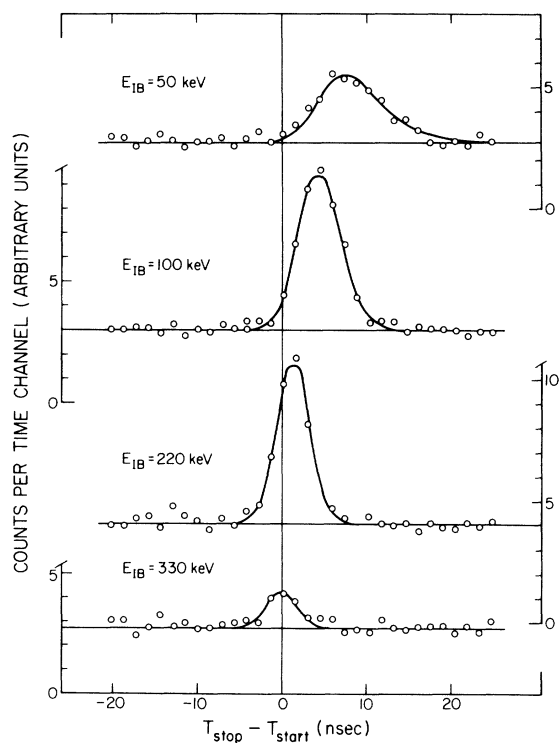 COUNTS PER TIME CHANNEL (ARBITRARY UNITS)
E_IB = 50 keV
5
0
E_IB = 100 keV
5
0
E_IB = 220 keV
10
5
0
E_IB = 330 keV
5
0
-20 -10 0 10 20
T_stop - T_start (nsec)